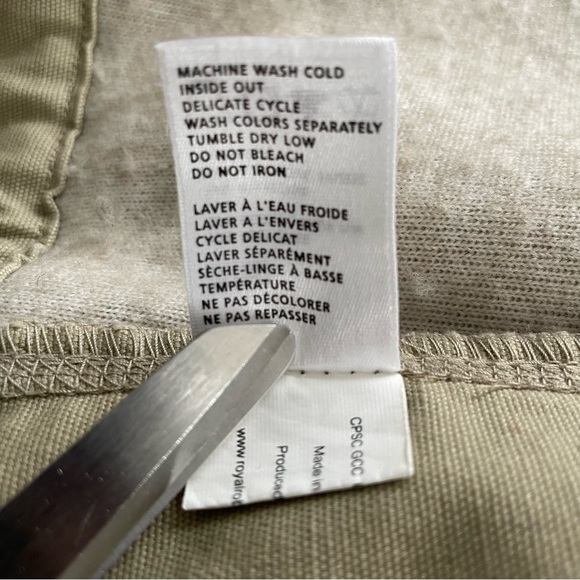 MACHINE WASH COLD
INSIDE OUT
DELICATE CYCLE
WASH COLORS SEPARATELY
TUMBLE DRY LOW
DO NOT BLEACH
DO NOT IRON
LAVER À L'EAU FROIDE
LAVER A L'ENVERS
CYCLE DELICAT
LAVER SÉPARÉMENT
SÈCHE-LINGE À BASSE
TEMPÉRATURE
NE PAS DÉCOLORER
NE PAS REPASSER
CPSC GCC
Made in
Produced
www.royalro